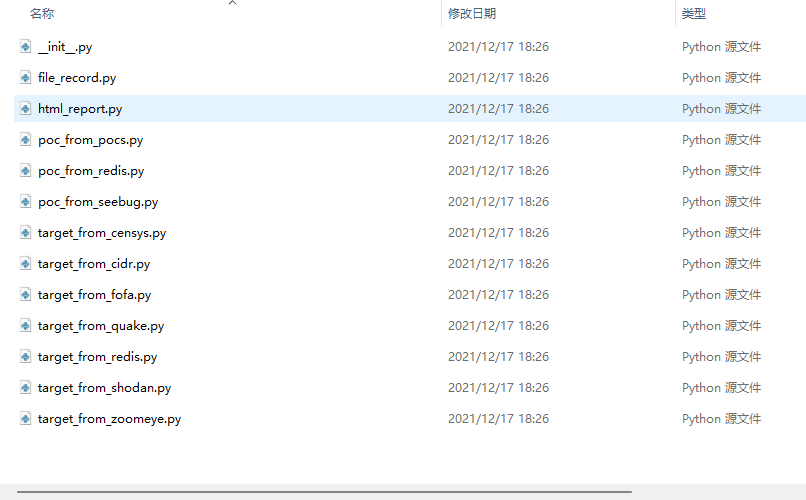 名称 修改日期 类型
__init__.py 2021/12/17 18:26 Python 源文件
file_record.py 2021/12/17 18:26 Python 源文件
html_report.py 2021/12/17 18:26 Python 源文件
poc_from_pocs.py 2021/12/17 18:26 Python 源文件
poc_from_redis.py 2021/12/17 18:26 Python 源文件
poc_from_seebug.py 2021/12/17 18:26 Python 源文件
target_from_censys.py 2021/12/17 18:26 Python 源文件
target_from_cidr.py 2021/12/17 18:26 Python 源文件
target_from_fofa.py 2021/12/17 18:26 Python 源文件
target_from_quake.py 2021/12/17 18:26 Python 源文件
target_from_redis.py 2021/12/17 18:26 Python 源文件
target_from_shodan.py 2021/12/17 18:26 Python 源文件
target_from_zoomeye.py 2021/12/17 18:26 Python 源文件